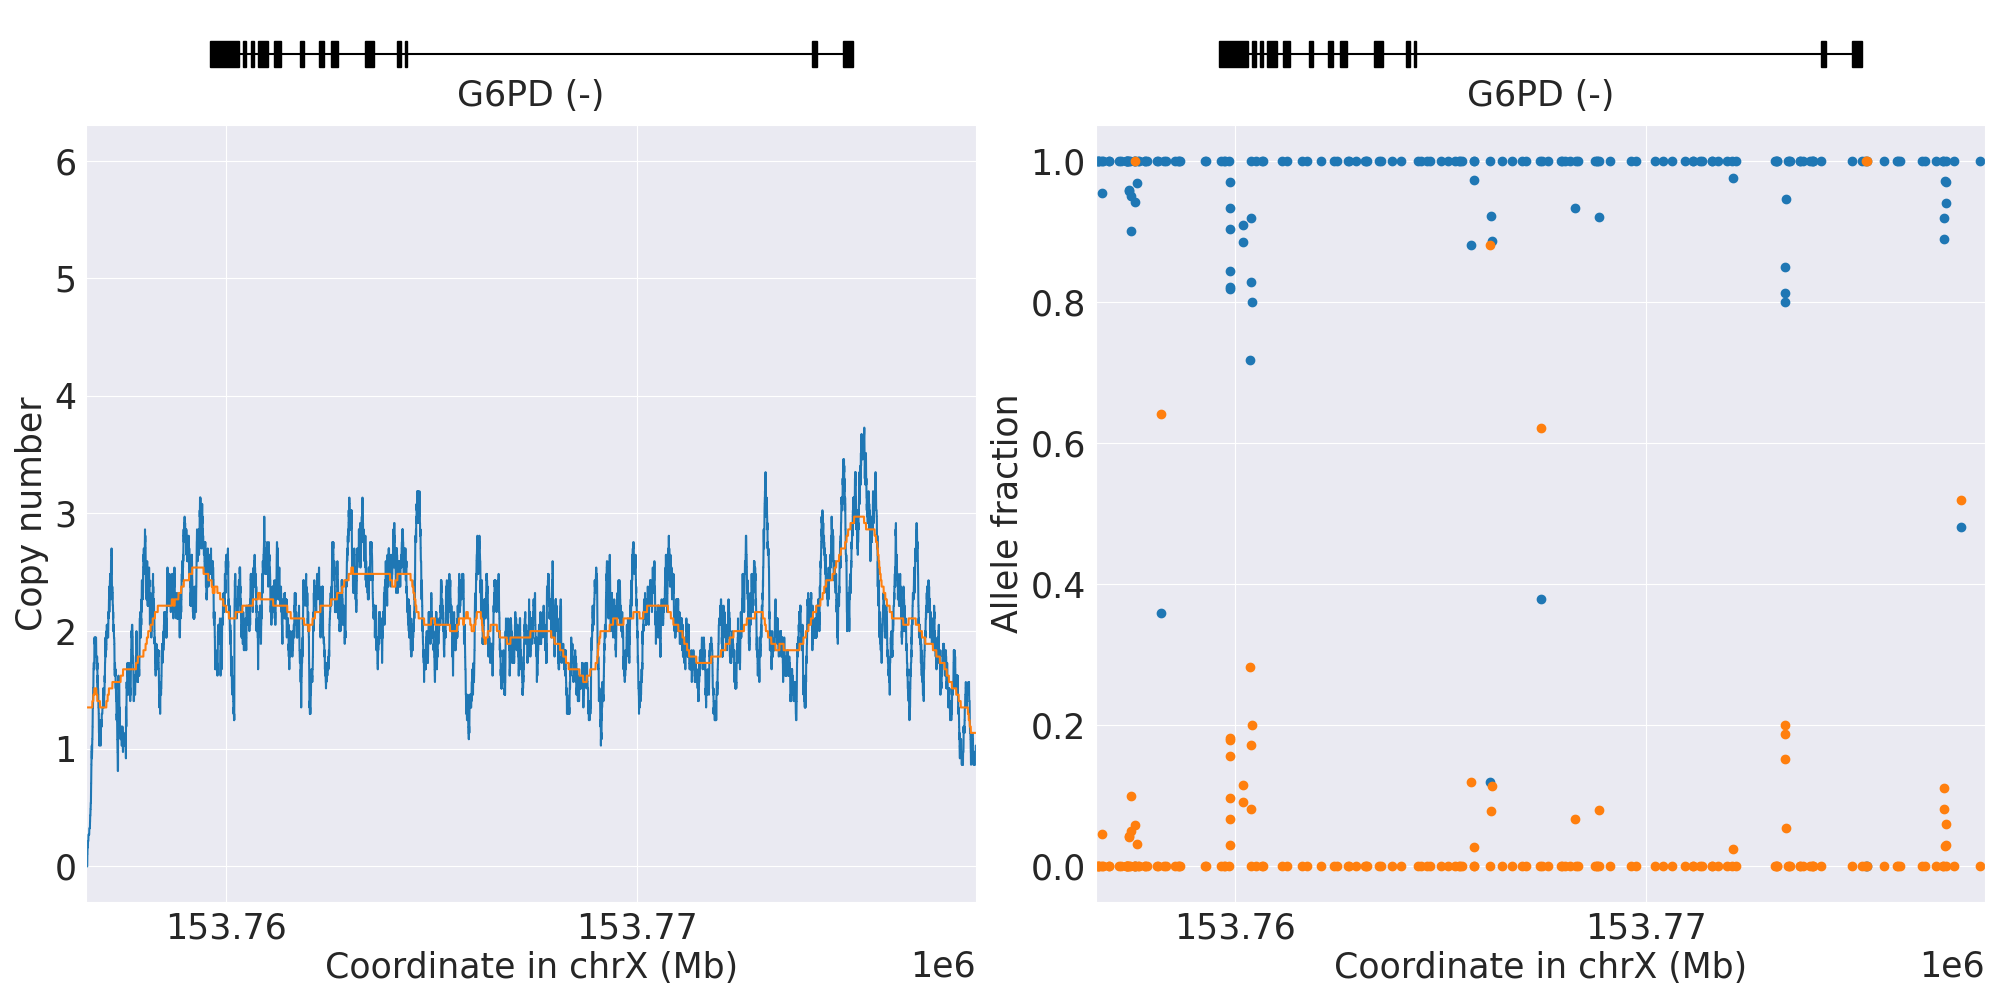 G6PD (-)
6
5
4
3
2
1
0
Copy number
153.76
153.77
Coordinate in chrX (Mb)
1e6
G6PD (-)
1.0
0.8
0.6
0.4
0.2
0.0
Allele fraction
153.76
153.77
Coordinate in chrX (Mb)
1e6